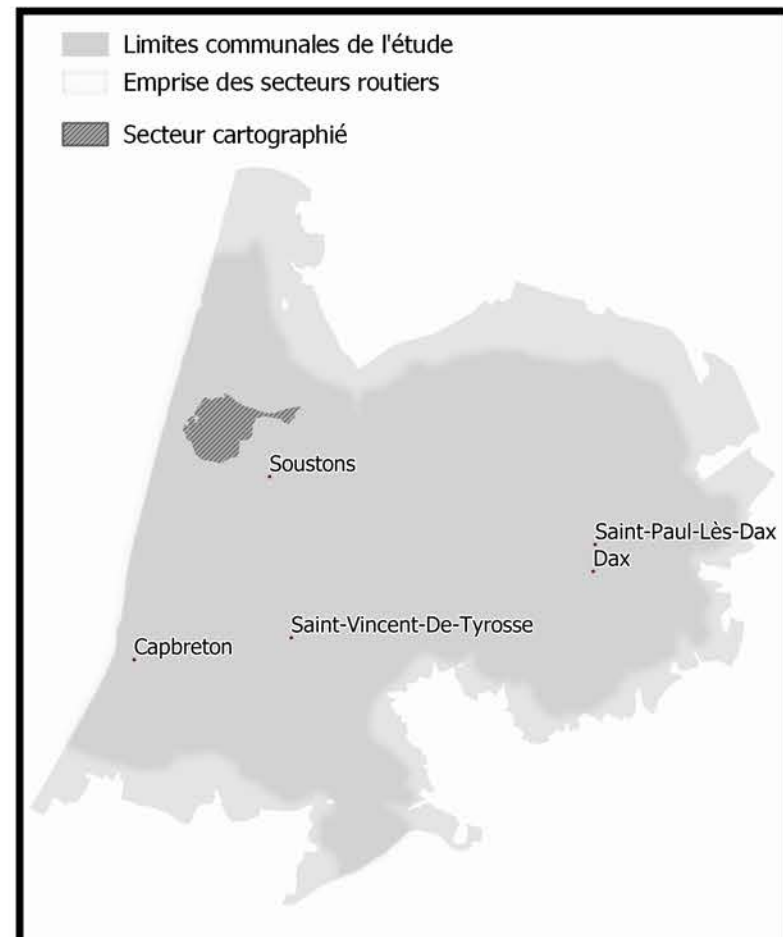 Limites communales de l'étude
Emprise des secteurs routiers
Secteur cartographié
Soustons
Saint-Paul-Lès-Dax
Dax
Saint-Vincent-De-Tyrosse
Capbreton